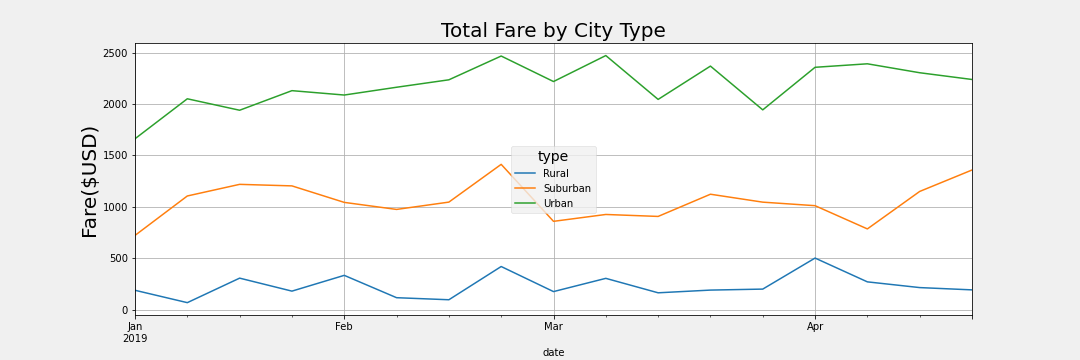 Total Fare by City Type
Fare($USD)
2500
2000
1500
1000
500
0
type
Rural
Suburban
Urban
Jan Feb Mar Apr
2019
date